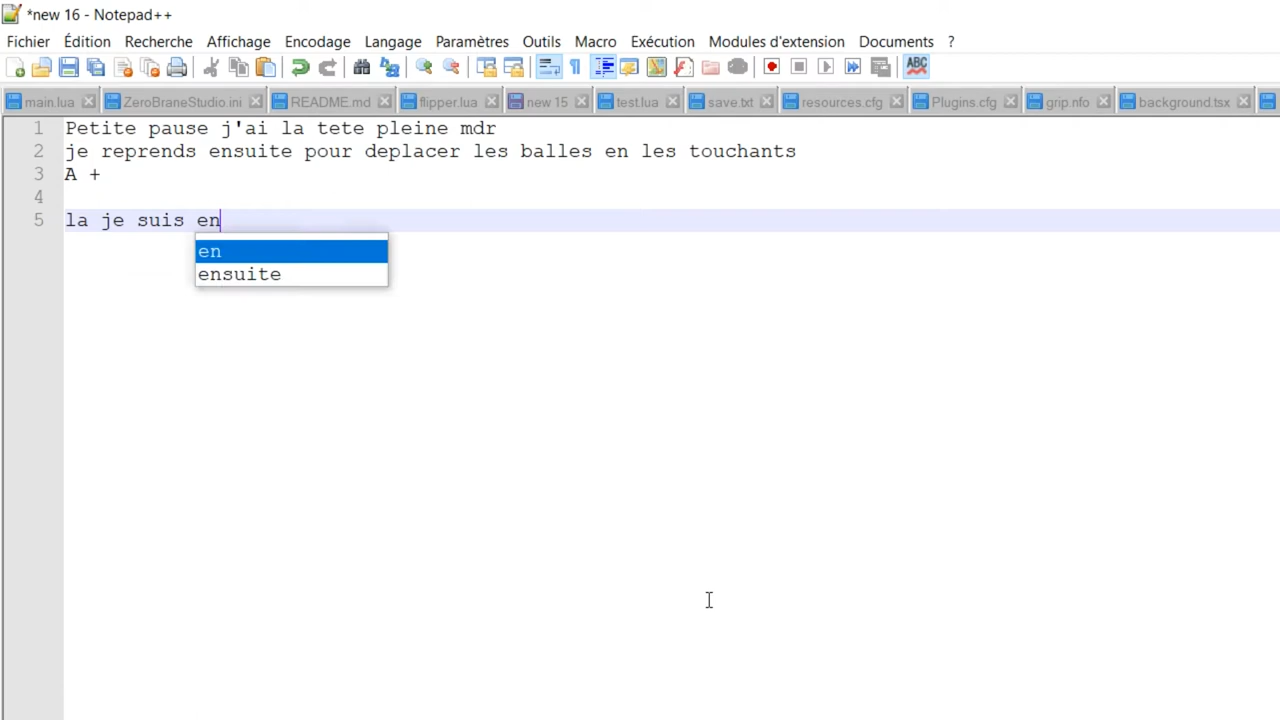 *new 16 - Notepad++
Fichier Édition Recherche Affichage Encodage Langage Paramètres Outils Macro Exécution Modules d'extension Documents ?
ABC
main.lua ZeroBraneStudio.ini README.md flipper.lua new 15 test.lua save.txt resources.cfg Plugins.cfg grip.nfo background.tsx
1 Petite pause j'ai la tete pleine mdr
2 je reprends ensuite pour deplacer les balles en les touchants
3 A +
4
5 la je suis en
en
ensuite